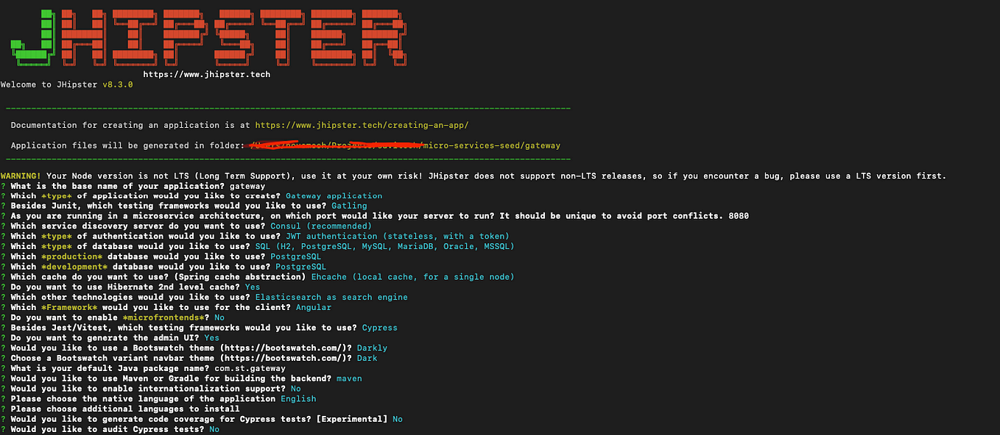 JHIPSTER
https://www.jhipster.tech
Welcome to JHipster v8.3.0
Documentation for creating an application is at https://www.jhipster.tech/creating-an-app/
Application files will be generated in folder: /micro-services-seed/gateway
WARNING! Your Node version is not LTS (Long Term Support), use it at your own risk! JHipster does not support non-LTS releases, so if you encounter a bug, please use a LTS version first.
? What is the base name of your application? gateway
? Which *type* of application would you like to create? Gateway application
? Besides Junit, which testing frameworks would you like to use? Gatling
? As you are running in a microservice architecture, on which port would like your server to run? It should be unique to avoid port conflicts. 8080
? Which service discovery server do you want to use? Consul (recommended)
? Which *type* of authentication would you like to use? JWT authentication (stateless, with a token)
? Which *type* of database would you like to use? SQL (H2, PostgreSQL, MySQL, MariaDB, Oracle, MSSQL)
? Which *production* database would you like to use? PostgreSQL
? Which *development* database would you like to use? PostgreSQL
? Which cache do you want to use? (Spring cache abstraction) Ehcache (local cache, for a single node)
? Do you want to use Hibernate 2nd level cache? Yes
? Which other technologies would you like to use? Elasticsearch as search engine
? Which *Framework* would you like to use for the client? Angular
? Do you want to enable *microfrontends*? No
? Besides Jest/Vitest, which testing frameworks would you like to use? Cypress
? Do you want to generate the admin UI? Yes
? Would you like to use a Bootswatch theme (https://bootswatch.com/)? Darkly
? Choose a Bootswatch variant navbar theme (https://bootswatch.com/)? Dark
? What is your default Java package name? com.st.gateway
? Would you like to use Maven or Gradle for building the backend? maven
? Would you like to enable internationalization support? No
? Please choose the native language of the application English
? Please choose additional languages to install
? Would you like to generate code coverage for Cypress tests? [Experimental] No
? Would you like to audit Cypress tests? No